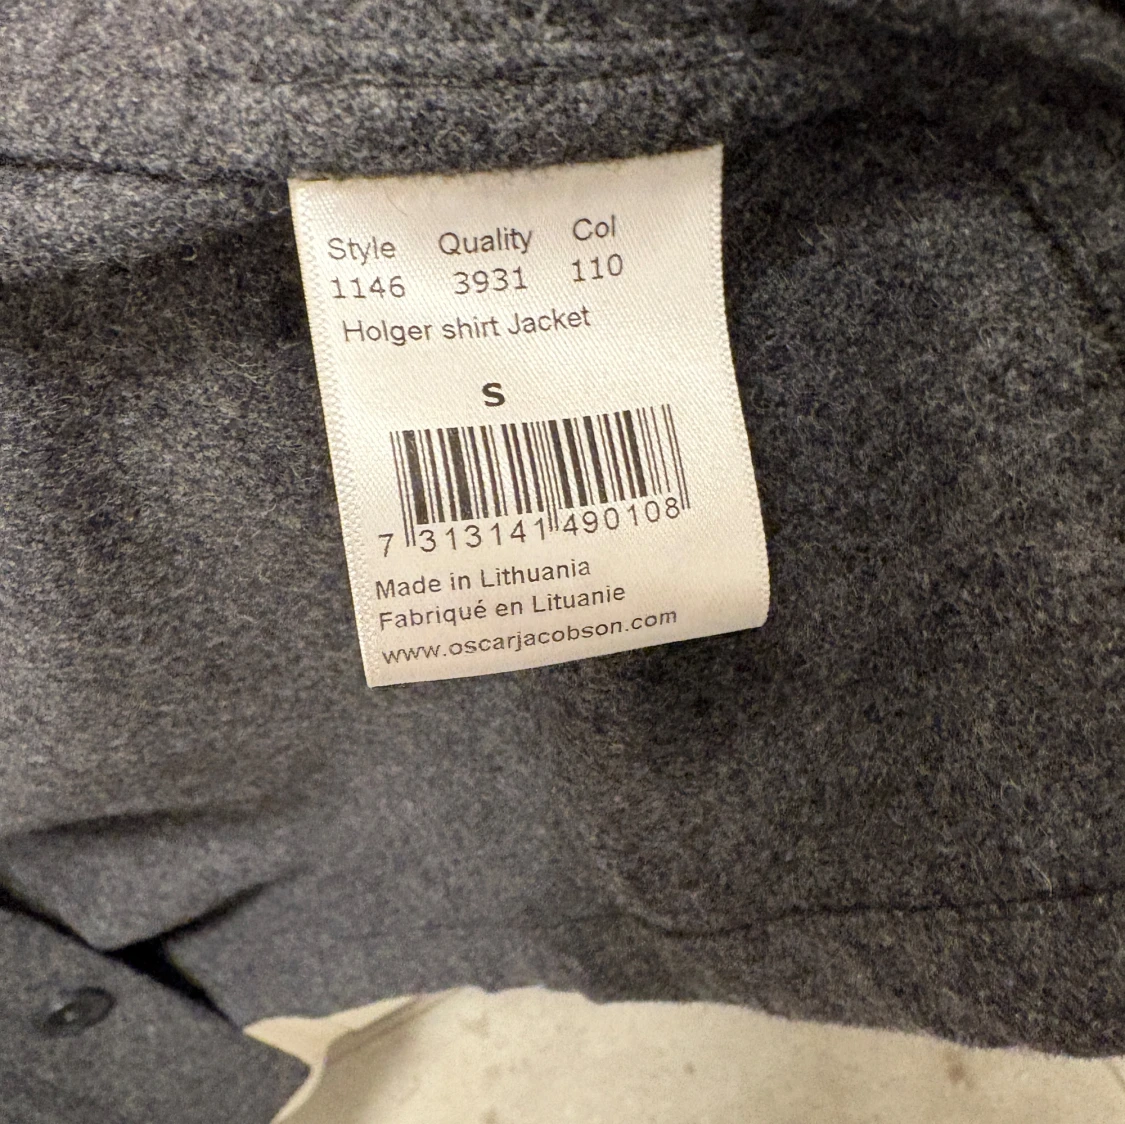 Style Quality Col
1146 3931 110
Holger shirt Jacket
S
7 313141 490108
Made in Lithuania
Fabriqué en Lituanie
www.oscarjacobson.com